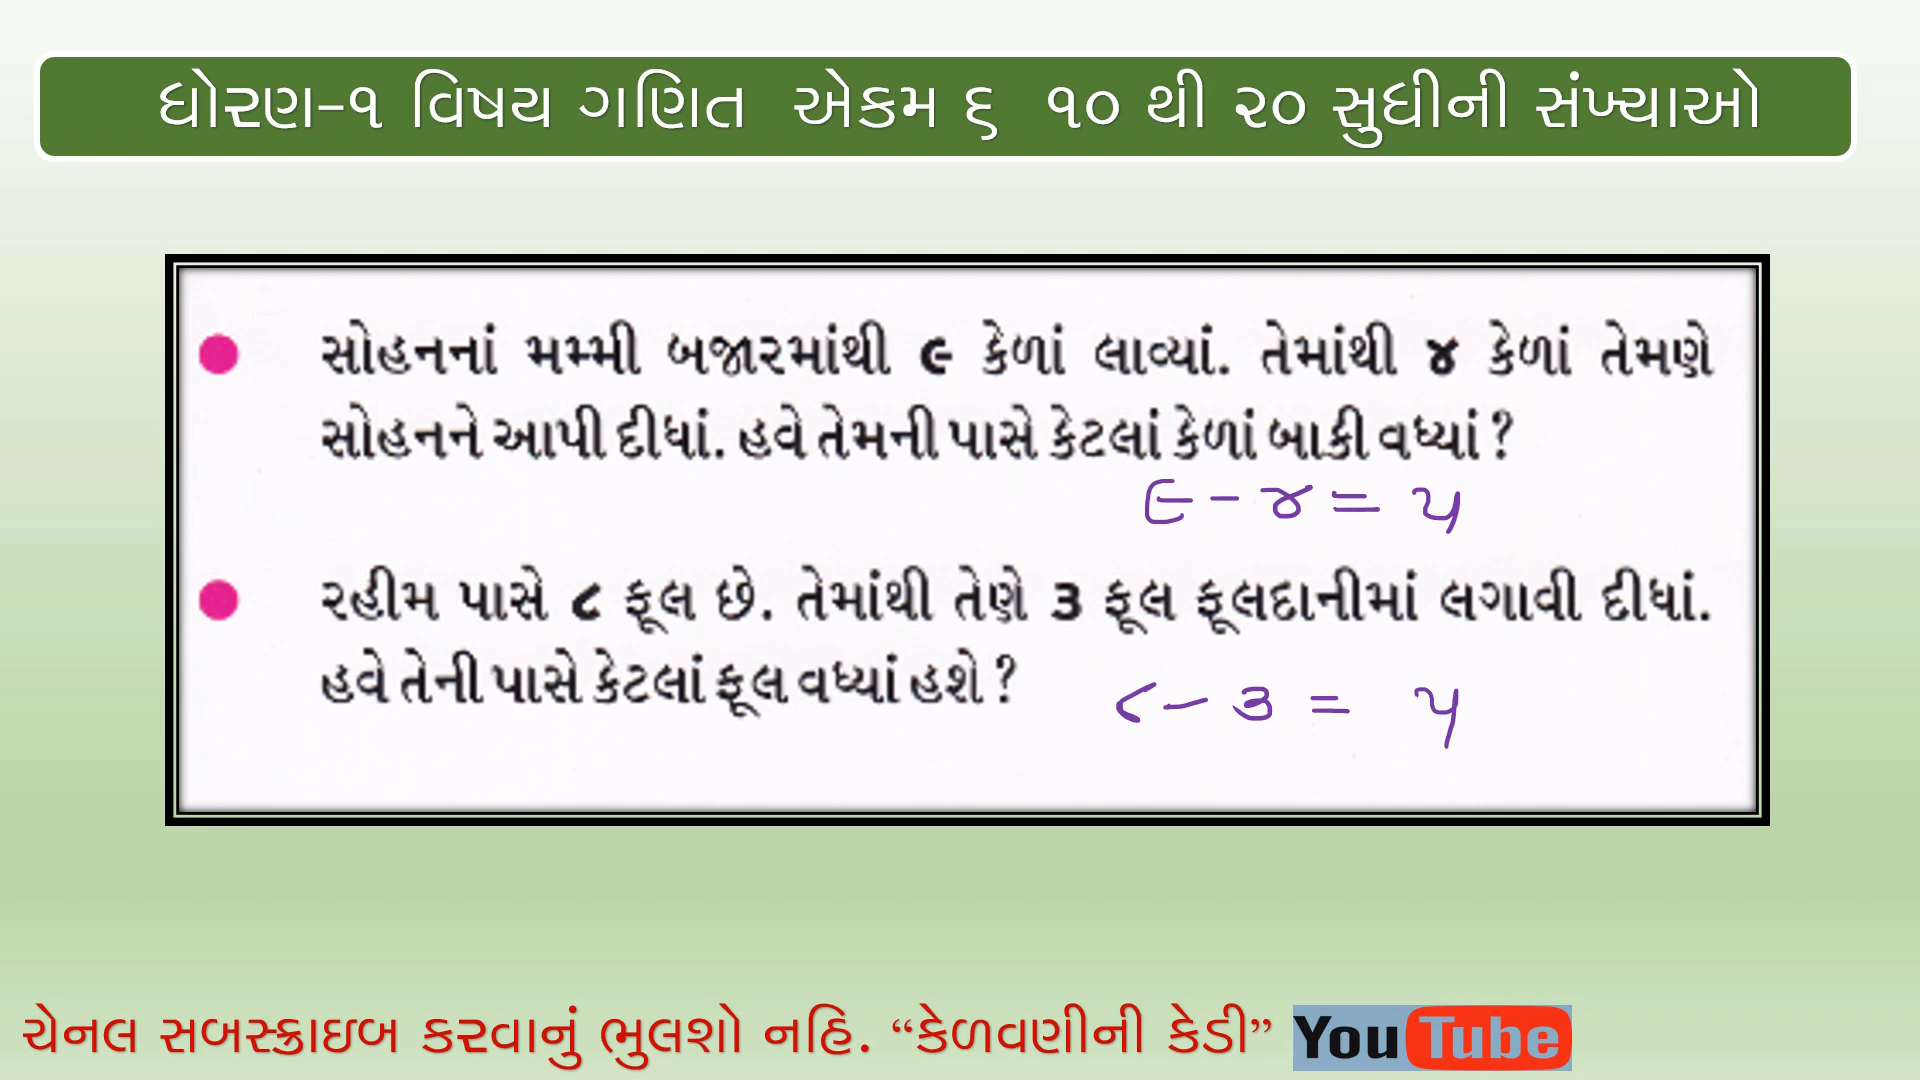 ધોરણ-૧ વિષય ગણિત એકમ ૬ ૧૦ થી ૨૦ સુધીની સંખ્યાઓ
સોહનનાં મમ્મી બજારમાંથી ૯ કેળાં લાવ્યાં. તેમાંથી ૪ કેળાં તેમણે
સોહનને આપી દીધાં. હવે તેમની પાસે કેટલાં કેળાં બાકી વધ્યાં ?
૯ - ૪ = ૫
રહીમ પાસે ૮ ફૂલ છે. તેમાંથી તેણે ૩ ફૂલ ફૂલદાનીમાં લગાવી દીધાં.
હવે તેની પાસે કેટલાં ફૂલ વધ્યાં હશે ?
૮ - ૩ = ૫
ચેનલ સબસ્ક્રાઇબ કરવાનું ભુલશો નહિ. “કેળવણીની કેડી” YouTube